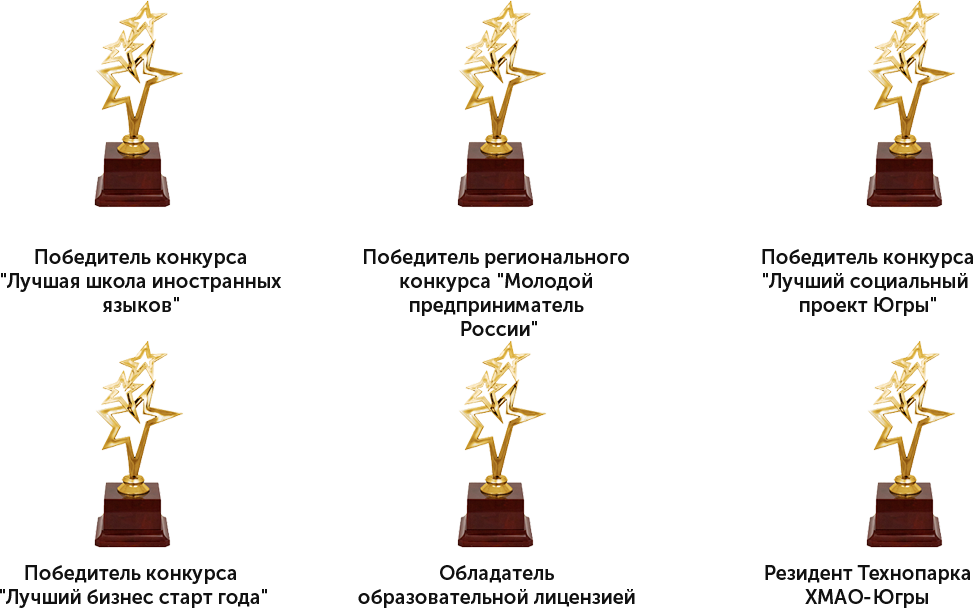 Победитель конкурса
"Лучшая школа иностранных
языков"
Победитель регионального
конкурса "Молодой
предприниматель
России"
Победитель конкурса
"Лучший социальный
проект Югры"
Победитель конкурса
"Лучший бизнес старт года"
Обладатель
образовательной лицензией
Резидент Технопарка
ХМАО-Югры